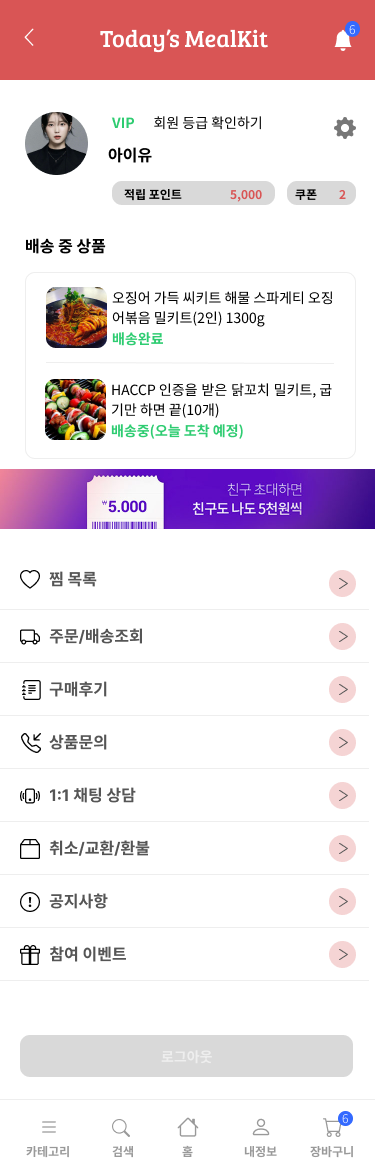 Today's MealKit
6
VIP 회원 등급 확인하기
아이유
적립 포인트 5,000 쿠폰 2
배송 중 상품
오징어 가득 씨키트 해물 스파게티 오징
어볶음 밀키트(2인) 1300g
배송완료
HACCP 인증을 받은 닭꼬치 밀키트, 굽
기만 하면 끝(10개)
배송중(오늘 도착 예정)
₩5.000
친구 초대하면
친구도 나도 5천원씩
찜 목록
주문/배송조회
구매후기
상품문의
1:1 채팅 상담
취소/교환/환불
공지사항
참여 이벤트
로그아웃
6
카테고리 검색 홈 내정보 장바구니